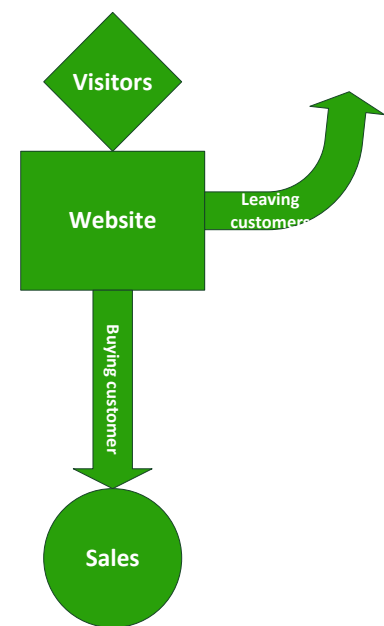 Visitors
Website
Leaving
customers
Buying customer
Sales